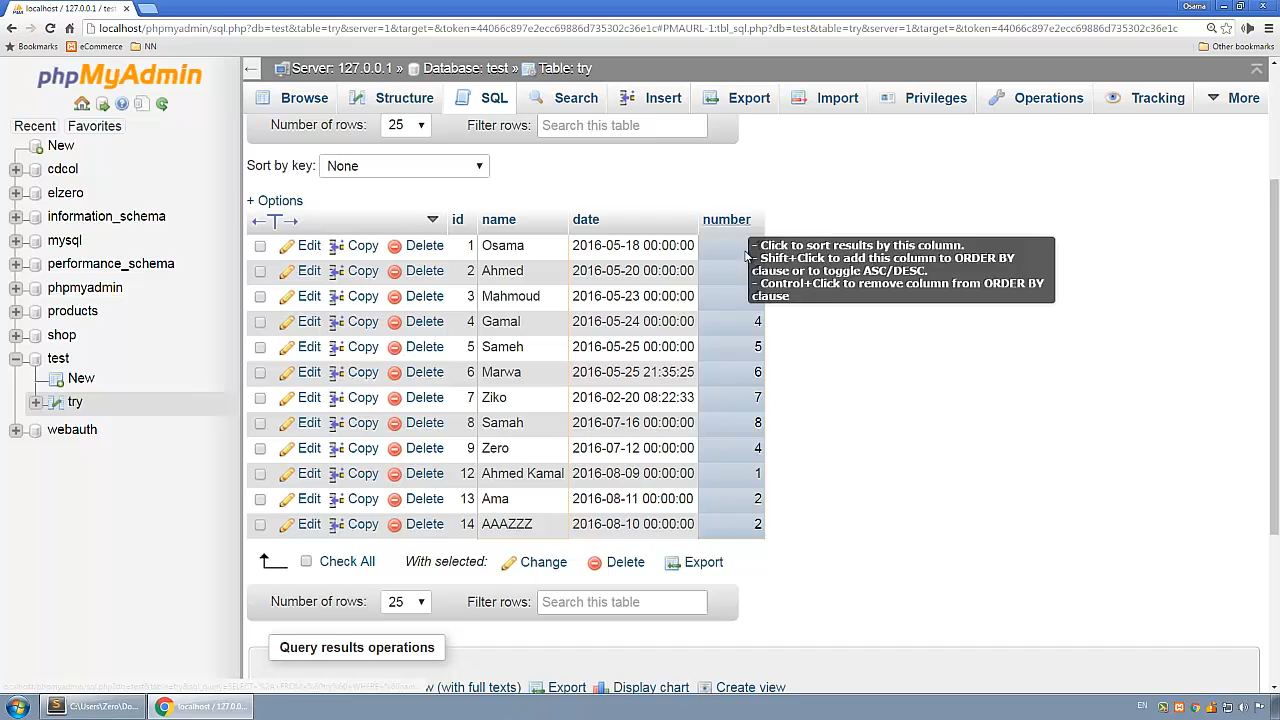 localhost / 127.0.0.1 / test
Osama
localhost/phpmyadmin/sql.php?db=test&table=try&server=1&target=&token=44066c97e2ecc69886d735302c36e1c#PMAURL-1:tbl_sql.php?db=test&table=try&server=1&target=&token=44066c97e2ecc69886d735302c36e1c
Bookmarks eCommerce NN Other bookmarks
phpMyAdmin
Recent Favorites
New
cdcol
elzero
information_schema
mysql
performance_schema
phpmyadmin
products
shop
test
New
try
webauth
Server: 127.0.0.1 » Database: test » Table: try
Browse Structure SQL Search Insert Export Import Privileges Operations Tracking More
Number of rows: 25 Filter rows: Search this table
Sort by key: None
+ Options
id name date number
Edit Copy Delete 1 Osama 2016-05-18 00:00:00
Edit Copy Delete 2 Ahmed 2016-05-20 00:00:00
Edit Copy Delete 3 Mahmoud 2016-05-23 00:00:00
Edit Copy Delete 4 Gamal 2016-05-24 00:00:00 4
Edit Copy Delete 5 Sameh 2016-05-25 00:00:00 5
Edit Copy Delete 6 Marwa 2016-05-25 21:35:25 6
Edit Copy Delete 7 Ziko 2016-02-20 08:22:33 7
Edit Copy Delete 8 Samah 2016-07-16 00:00:00 8
Edit Copy Delete 9 Zero 2016-07-12 00:00:00 4
Edit Copy Delete 12 Ahmed Kamal 2016-08-09 00:00:00 1
Edit Copy Delete 13 Ama 2016-08-11 00:00:00 2
Edit Copy Delete 14 AAAZZZ 2016-08-10 00:00:00 2
- Click to sort results by this column.
- Shift+Click to add this column to ORDER BY
clause or to toggle ASC/DESC.
- Control+Click to remove column from ORDER BY
clause
Check All With selected: Change Delete Export
Number of rows: 25 Filter rows: Search this table
Query results operations
(with full texts) Export Display chart Create view
C:\Users\Zero\Do... localhost / 127.0.0... EN